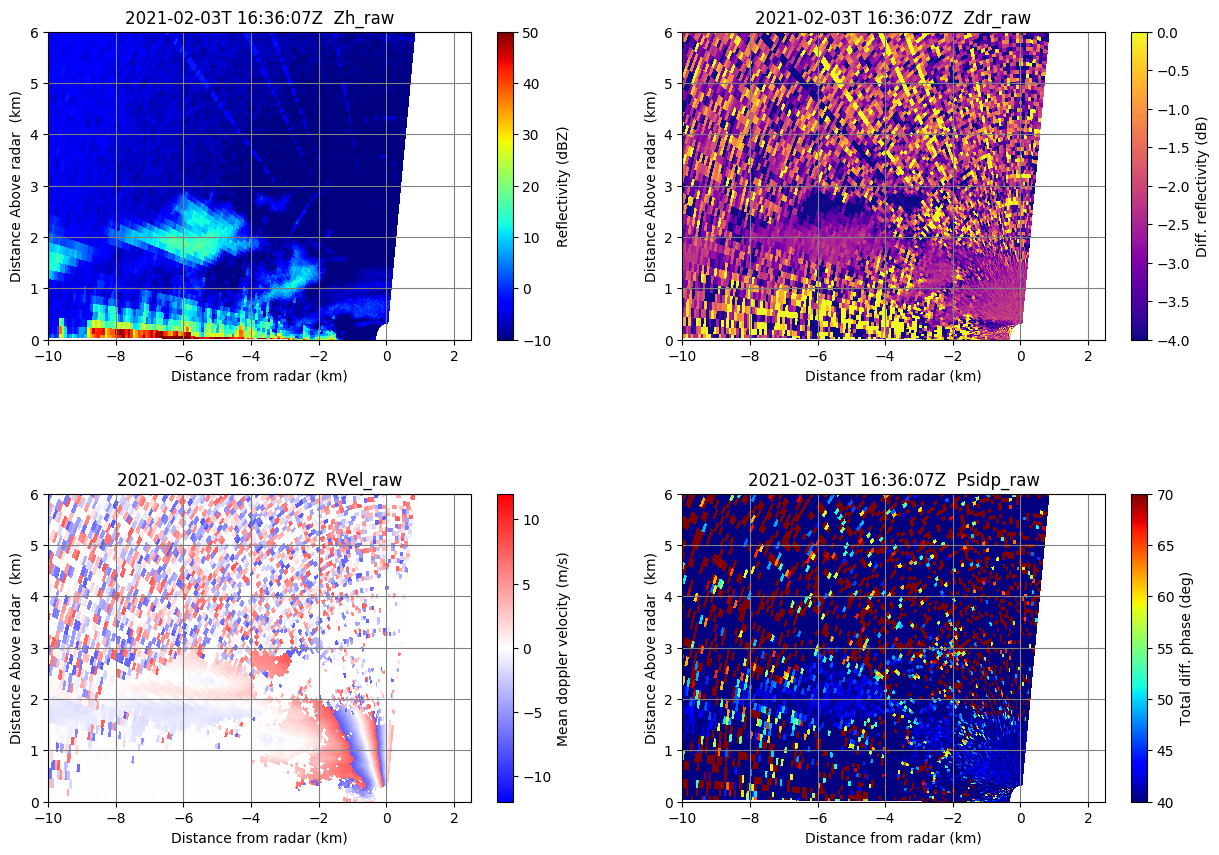 2021-02-03T 16:36:07Z  Zh_raw
6
5
4
3
2
1
0
Distance Above radar  (km)
−10 −8 −6 −4 −2 0 2
Distance from radar (km)
50
40
30
20
10
0
−10
Reflectivity (dBZ)
2021-02-03T 16:36:07Z  Zdr_raw
6
5
4
3
2
1
0
Distance Above radar  (km)
−10 −8 −6 −4 −2 0 2
Distance from radar (km)
0.0
−0.5
−1.0
−1.5
−2.0
−2.5
−3.0
−3.5
−4.0
Diff. reflectivity (dB)
2021-02-03T 16:36:07Z  RVel_raw
6
5
4
3
2
1
0
Distance Above radar  (km)
−10 −8 −6 −4 −2 0 2
Distance from radar (km)
10
5
0
−5
−10
Mean doppler velocity (m/s)
2021-02-03T 16:36:07Z  Psidp_raw
6
5
4
3
2
1
0
Distance Above radar  (km)
−10 −8 −6 −4 −2 0 2
Distance from radar (km)
70
65
60
55
50
45
40
Total diff. phase (deg)